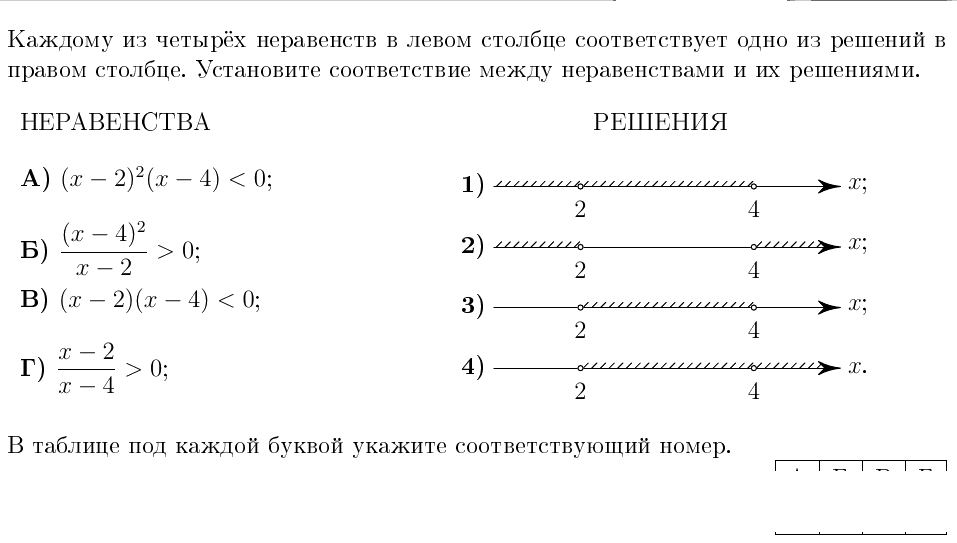 Каждому из четырёх неравенств в левом столбце соответствует одно из решений в
правом столбце. Установите соответствие между неравенствами и их решениями.
НЕРАВЕНСТВА
РЕШЕНИЯ
А) (x − 2)²(x − 4) < 0;
Б) (x − 4)² / (x − 2) > 0;
В) (x − 2)(x − 4) < 0;
Г) (x − 2) / (x − 4) > 0;
1) x;
2 4
2) x;
2 4
3) x;
2 4
4) x.
2 4
В таблице под каждой буквой укажите соответствующий номер.